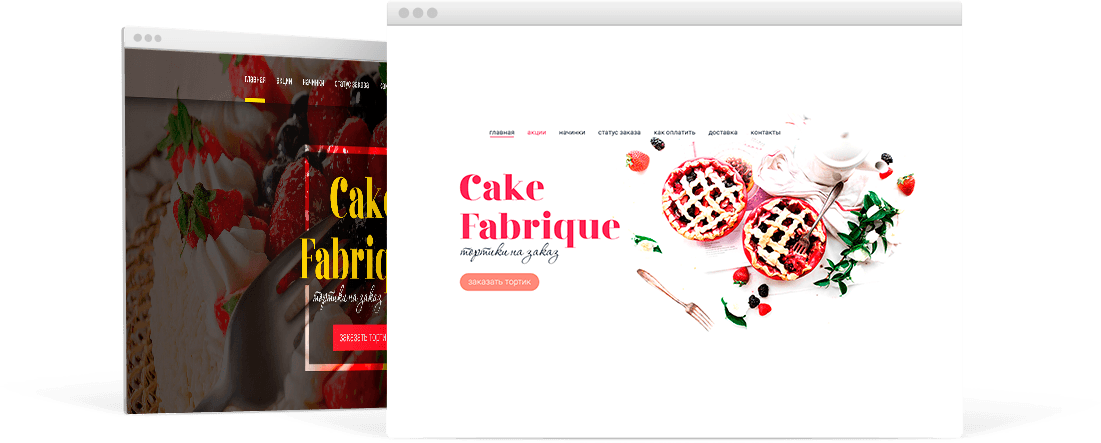 главная акции начинки статус заказа
Cake
Fabriq
тортики на заказ
заказать торти
главная акции начинки статус заказа как оплатить доставка контакты
Cake
Fabrique
тортики на заказ
заказать тортик